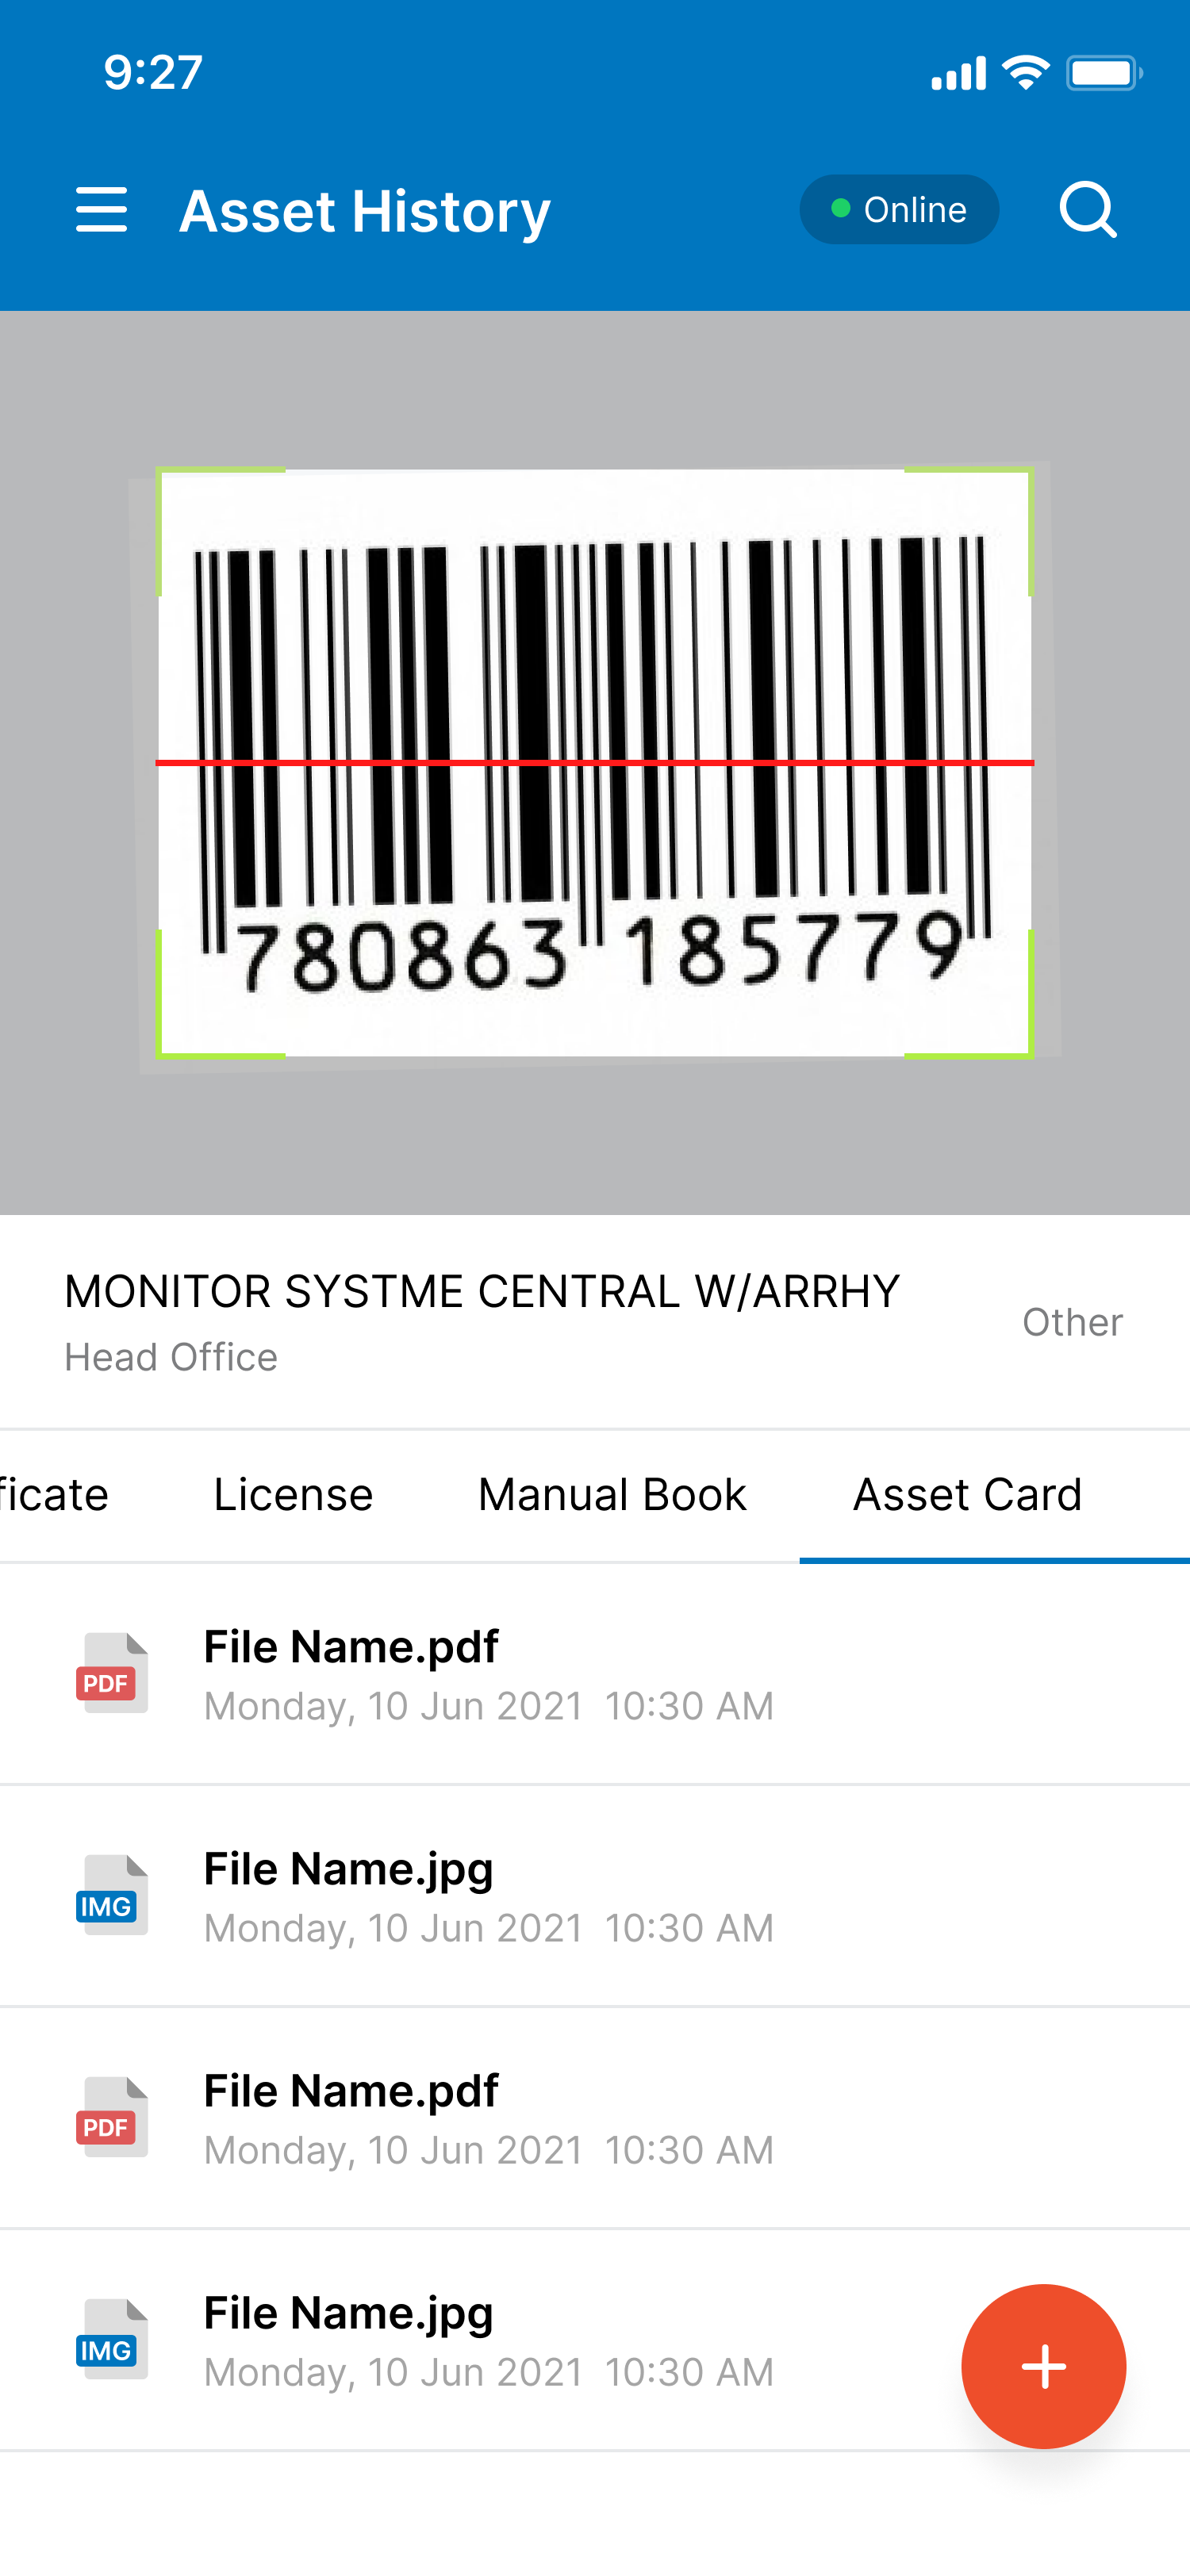 9:27
Asset History
Online
780863 185779
MONITOR SYSTME CENTRAL W/ARRHY
Head Office
Other
ficate
License
Manual Book
Asset Card
PDF
File Name.pdf
Monday, 10 Jun 2021 10:30 AM
IMG
File Name.jpg
Monday, 10 Jun 2021 10:30 AM
PDF
File Name.pdf
Monday, 10 Jun 2021 10:30 AM
IMG
File Name.jpg
Monday, 10 Jun 2021 10:30 AM